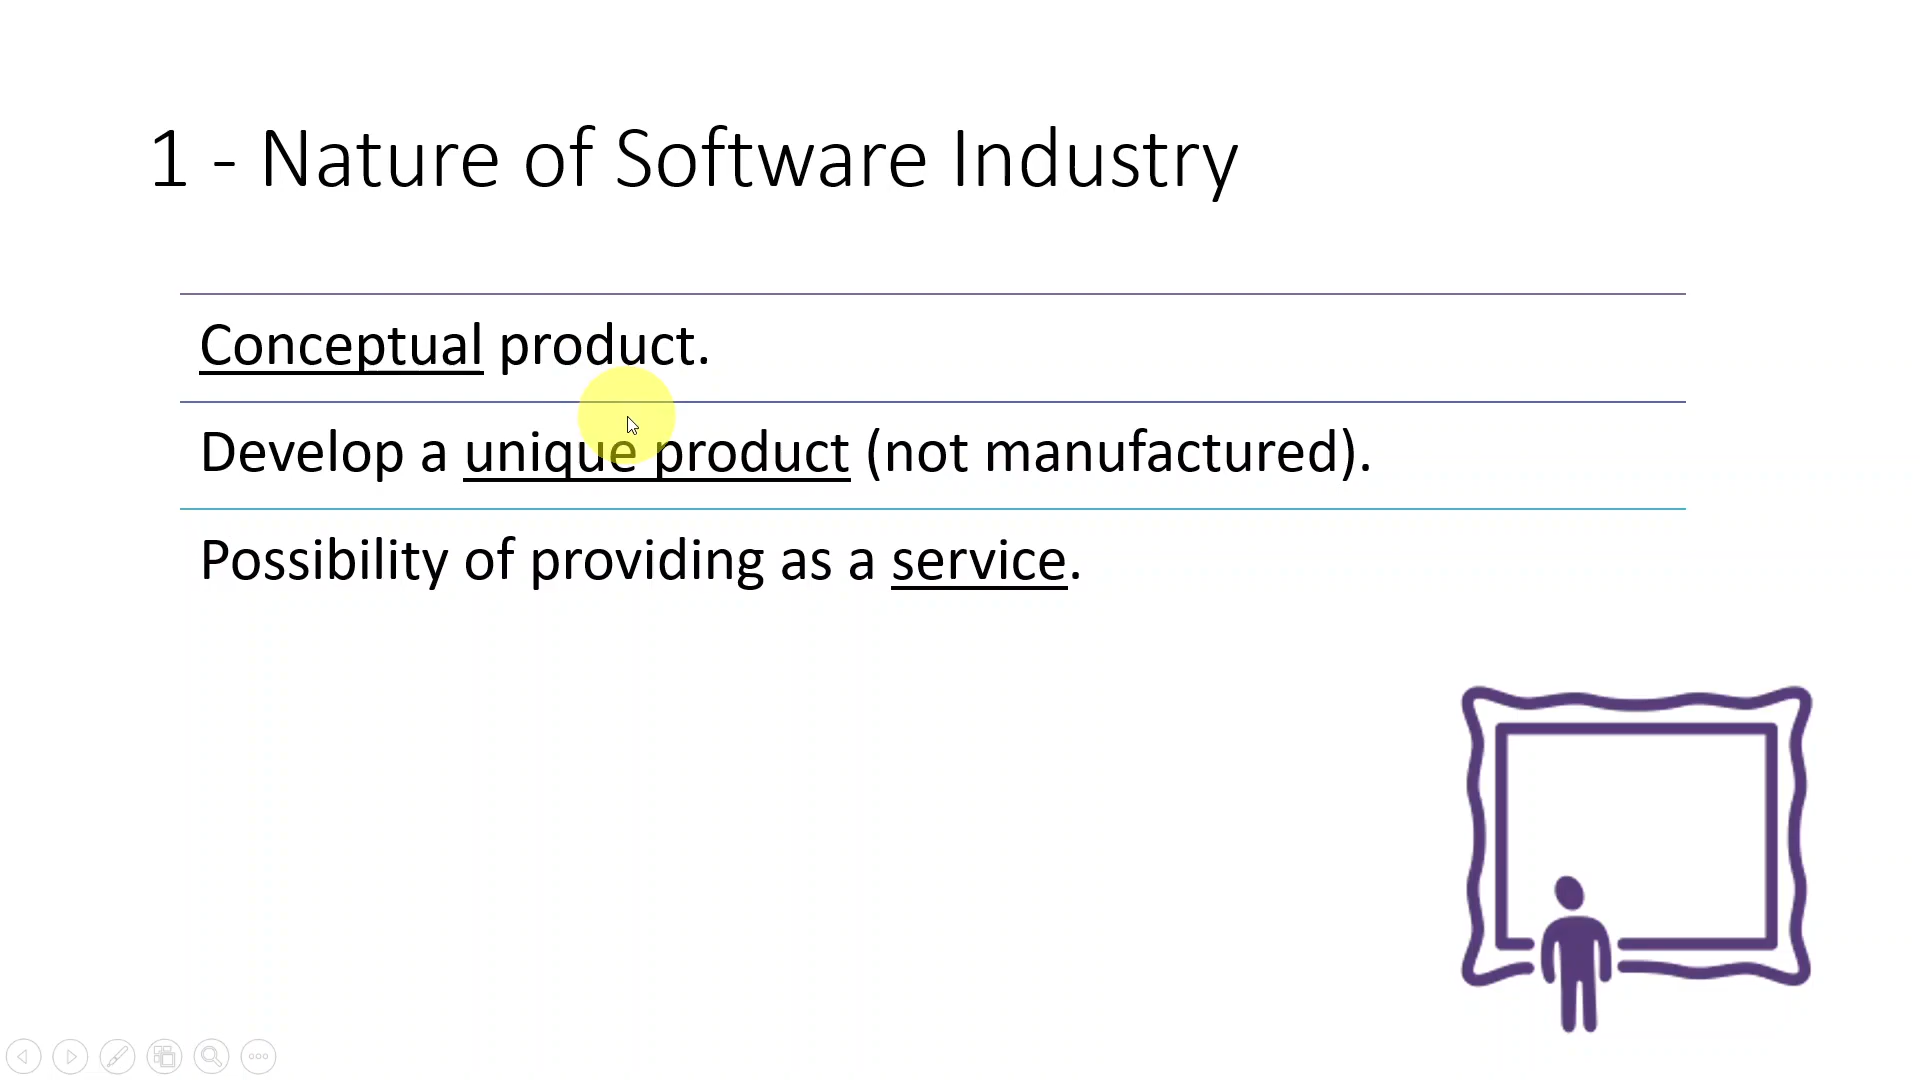 1 - Nature of Software Industry
Conceptual product.
Develop a unique product (not manufactured).
Possibility of providing as a service.